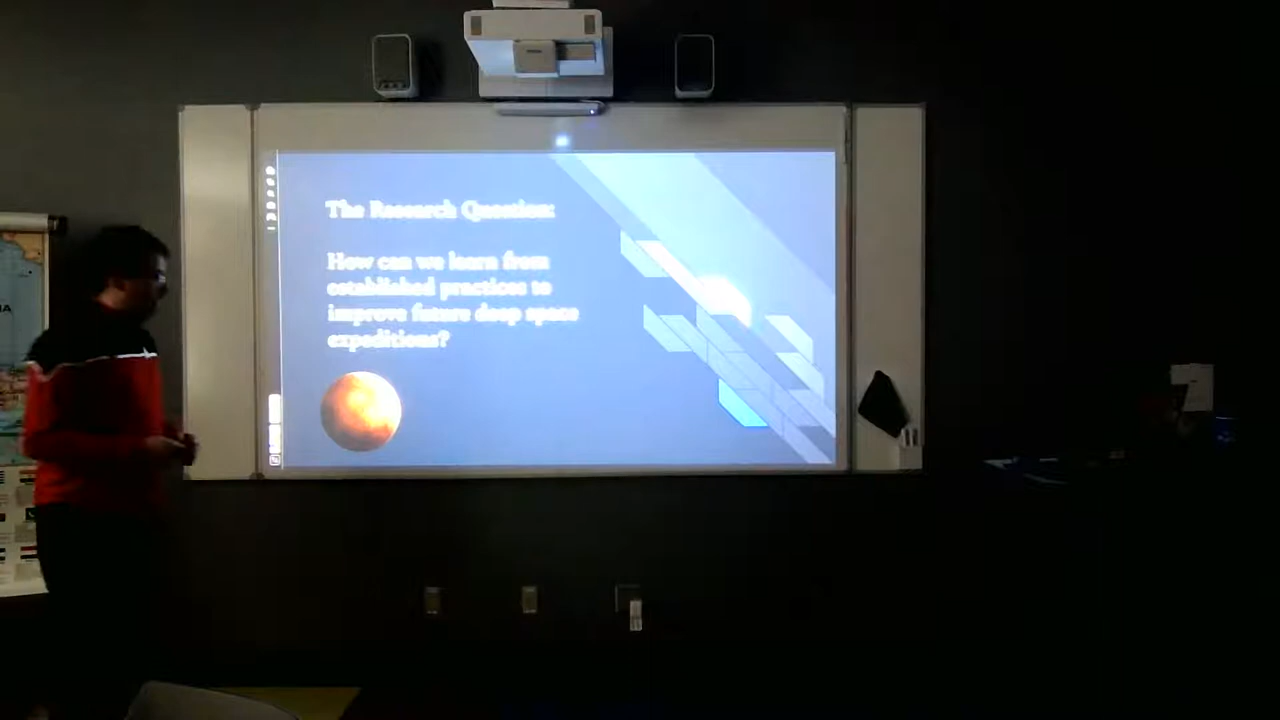 The Research Question:
How can we learn from
established practices to
improve future deep space
expeditions?